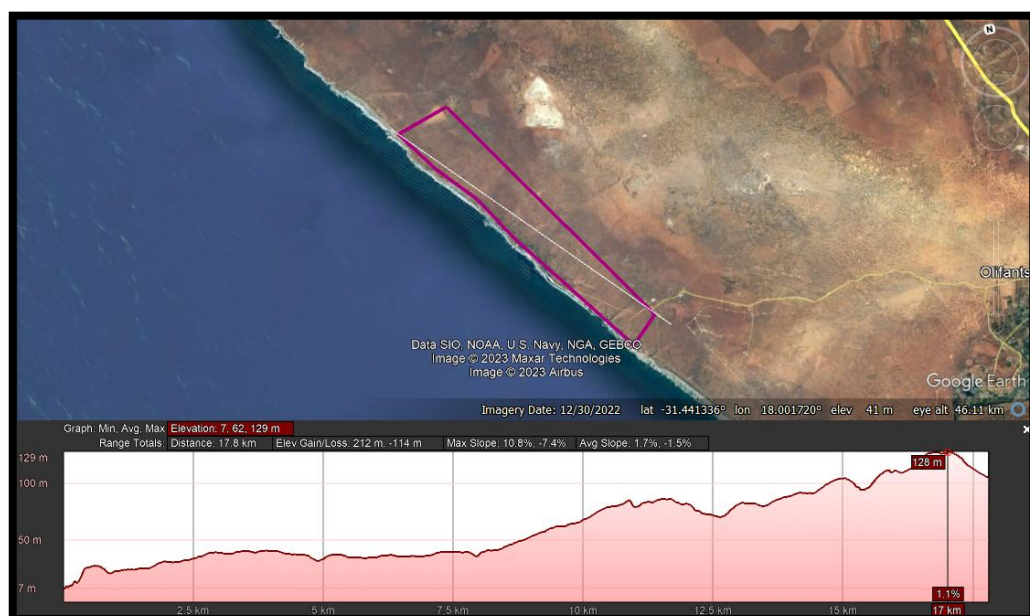 N
Olifants
Data SIO, NOAA, U.S. Navy, NGA, GEBCO
Image © 2023 Maxar Technologies
Image © 2023 Airbus
Google Earth
Imagery Date: 12/30/2022 lat -31.441336° lon 18.001720° elev 41 m eye alt 46.11 km
Graph: Min, Avg, Max Elevation: 7, 62, 129 m
Range Totals: Distance: 17.8 km Elev Gain/Loss: 212 m, -114 m Max Slope: 10.8%, -7.4% Avg Slope: 1.7%, -1.5%
129 m
128 m
100 m
50 m
7 m
1.1%
2.5 km 5 km 7.5 km 10 km 12.5 km 15 km 17 km